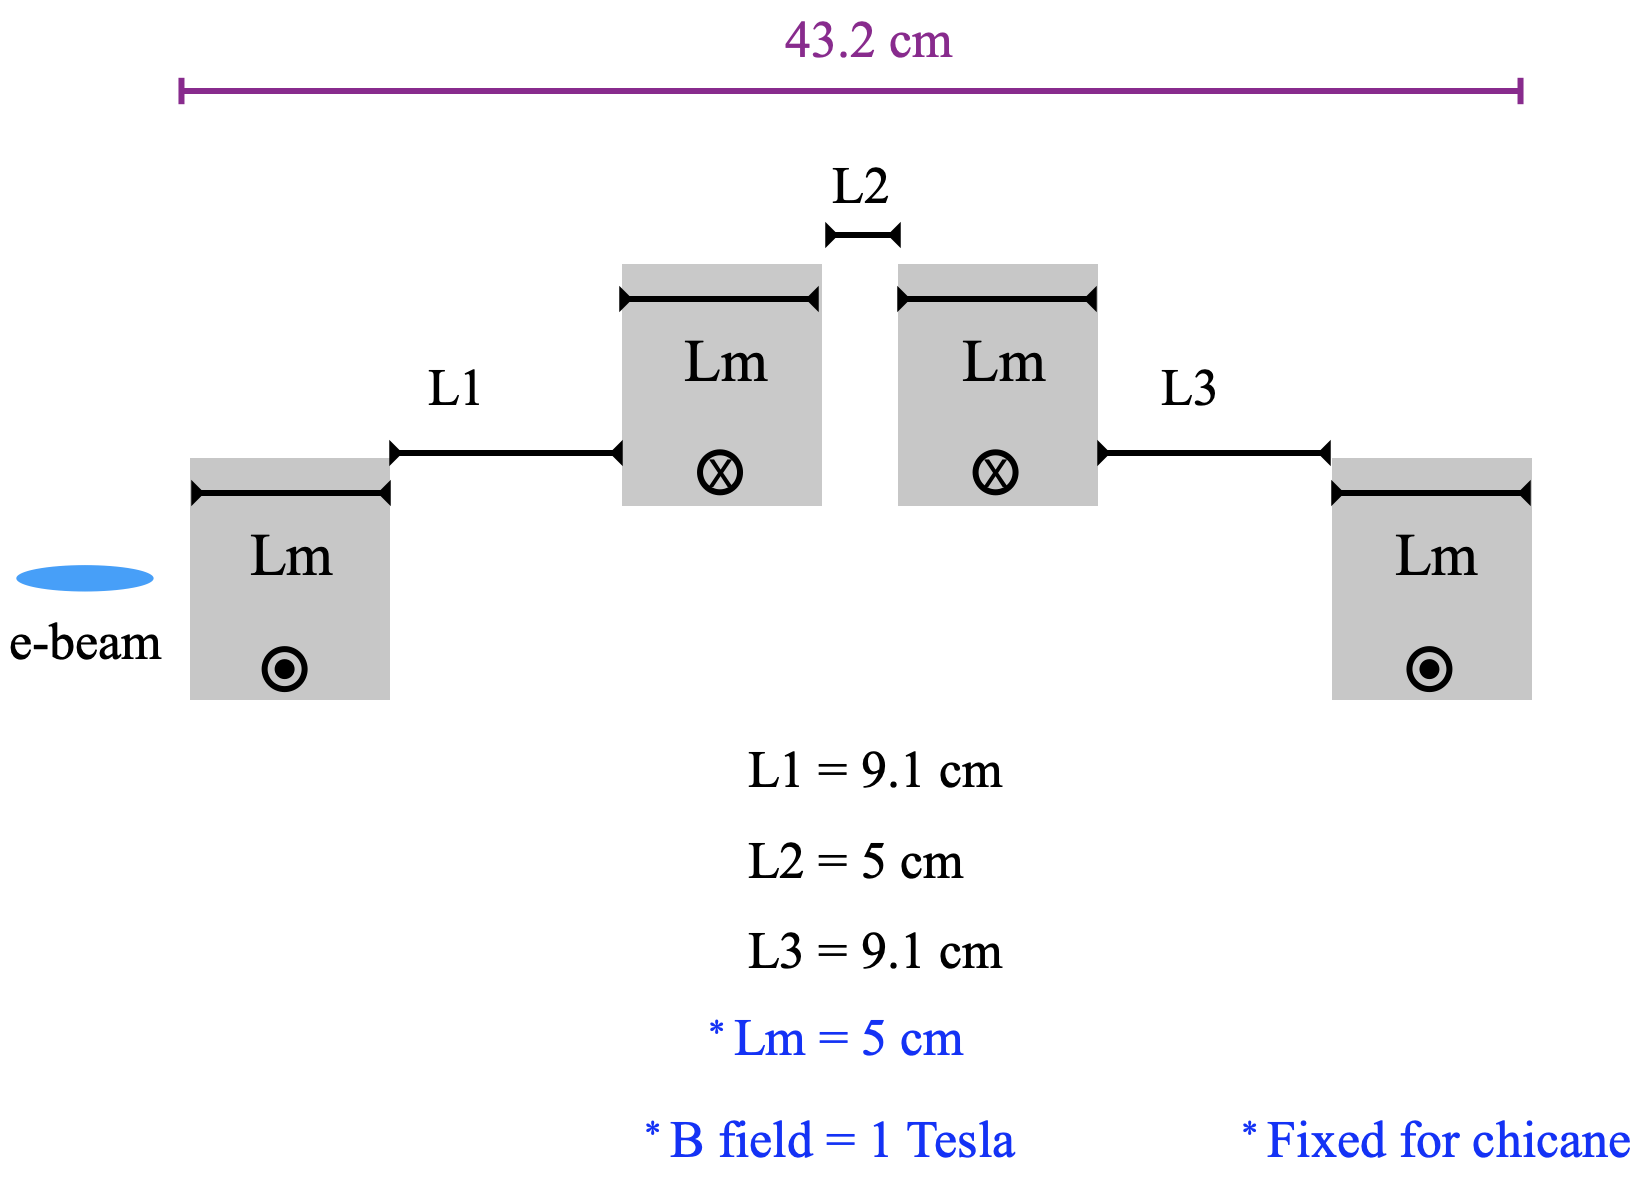 43.2 cm
L2
Lm
Lm
L1
L3
Lm
Lm
e-beam
L1 = 9.1 cm
L2 = 5 cm
L3 = 9.1 cm
* Lm = 5 cm
* B field = 1 Tesla
* Fixed for chicane